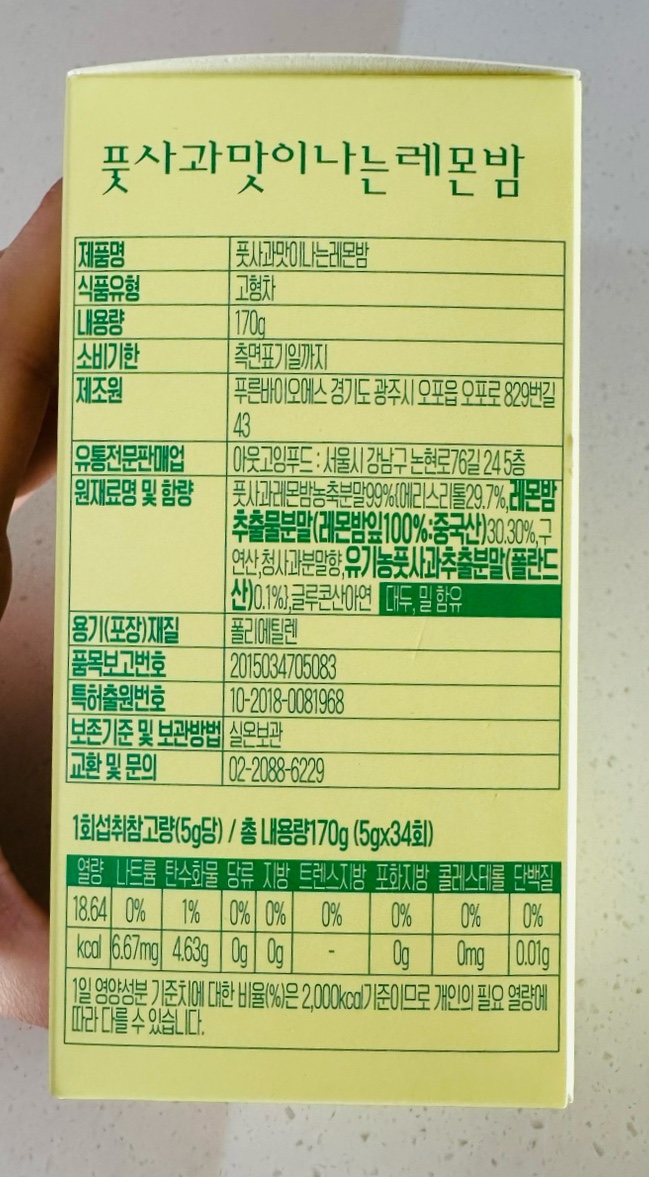 풋사과맛이나는레몬밤
제품명 풋사과맛이나는레몬밤
식품유형 고형차
내용량 170g
소비기한 측면표기일까지
제조원 푸른바이오에스 경기도 광주시 오포읍 오포로 829번길
43
유통전문판매업 아웃고잉푸드 : 서울시 강남구 논현로76길 24 5층
원재료명 및 함량 풋사과레몬밤농축분말99%{에리스리톨29.7%,레몬밤
추출물분말(레몬밤잎100%:중국산)30.30%,구
연산,청사과분말향,유기농풋사과추출분말(폴란드
산)0.1%},글루콘산아연 대두, 밀 함유
용기(포장)재질 폴리에틸렌
품목보고번호 2015034705083
특허출원번호 10-2018-0081968
보존기준 및 보관방법 실온보관
교환 및 문의 02-2088-6229
1회섭취참고량(5g당) / 총 내용량170g (5gx34회)
열량 나트륨 탄수화물 당류 지방 트렌스지방 포화지방 콜레스테롤 단백질
18.64 0% 1% 0% 0% 0% 0% 0% 0%
kcal 6.67mg 4.63g 0g 0g - 0g 0mg 0.01g
1일 영양성분 기준치에 대한 비율(%)은 2,000kcal기준이므로 개인의 필요 열량에
따라 다를 수 있습니다.